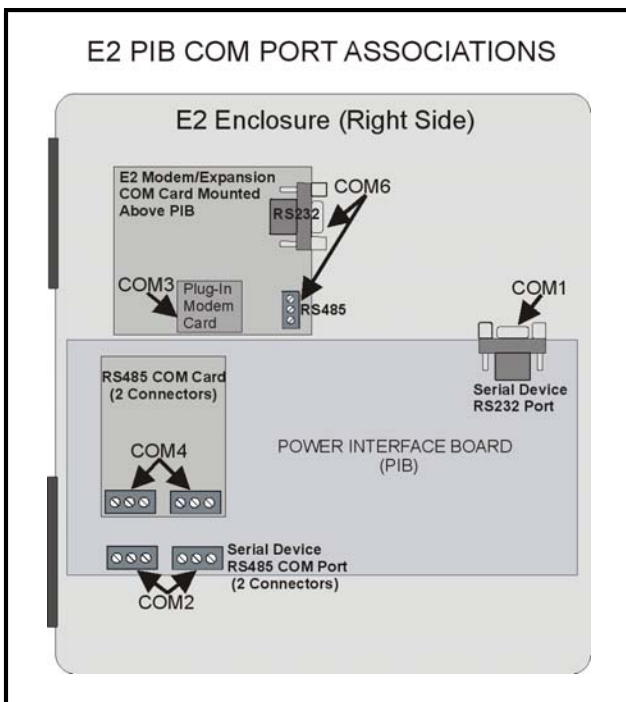 E2 PIB COM PORT ASSOCIATIONS
E2 Enclosure (Right Side)
E2 Modem/Expansion
COM Card Mounted
Above PIB
COM6
RS232
COM3
Plug-In
Modem
Card
RS485
COM1
Serial Device
RS232 Port
RS485 COM Card
(2 Connectors)
COM4
POWER INTERFACE BOARD
(PIB)
Serial Device
RS485 COM Port
(2 Connectors)
COM2